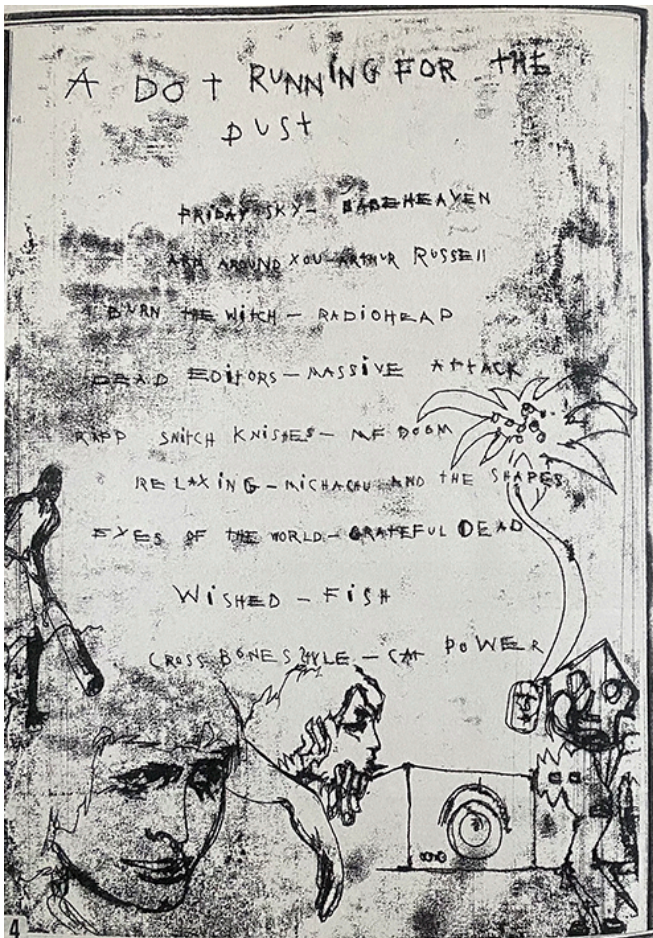 A DOT RUNNING FOR THE
DUST
FRIDAY SKY - BABEHEAVEN
ARM AROUND YOU - ARTHUR RUSSELL
BURN THE WITCH - RADIOHEAD
DEAD EDITORS - MASSIVE ATTACK
RAPP SNITCH KNISHES - MF DOOM
RELAXING - MICHACHU AND THE SHAPES
EYES OF THE WORLD - GRATEFUL DEAD
WISHED - FISH
CROSS BONES STYLE - CAT POWER
4